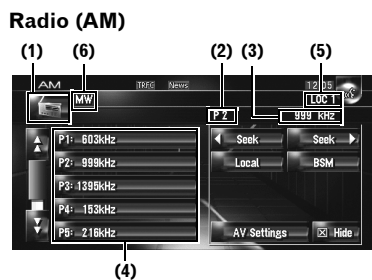 Radio (AM)
(1) (6) (2) (3) (5)
AM TRFC News 12:05
MW LOC 1
P 2 999 kHz
P1: 603kHz Seek Seek
P2: 999kHz Local BSM
P3: 1395kHz
P4: 153kHz
P5: 216kHz AV Settings Hide
(4)